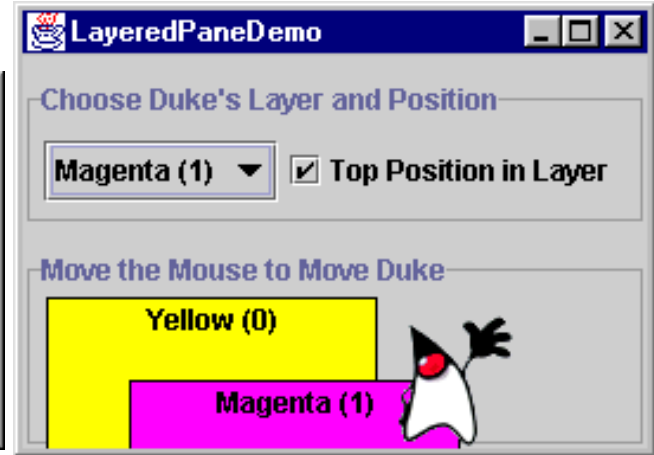 LayeredPaneDemo
Choose Duke's Layer and Position
Magenta (1)
Top Position in Layer
Move the Mouse to Move Duke
Yellow (0)
Magenta (1)